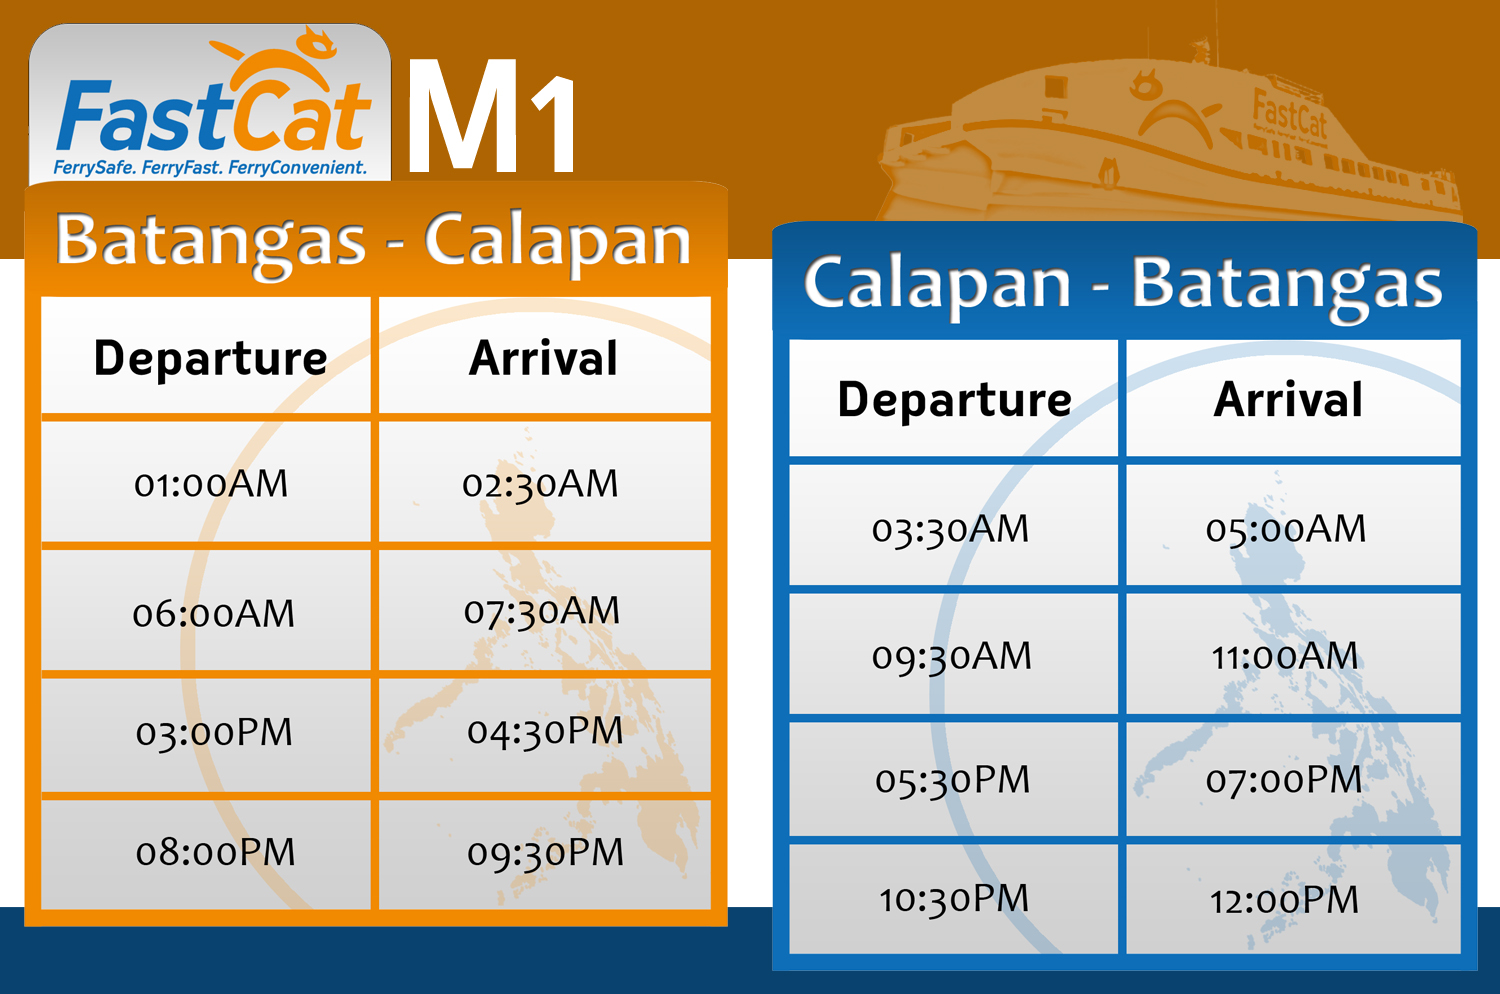 FastCat
FerrySafe. FerryFast. FerryConvenient.
M1
FastCat
Batangas - Calapan
Departure Arrival
01:00AM 02:30AM
06:00AM 07:30AM
03:00PM 04:30PM
08:00PM 09:30PM
Calapan - Batangas
Departure Arrival
03:30AM 05:00AM
09:30AM 11:00AM
05:30PM 07:00PM
10:30PM 12:00PM